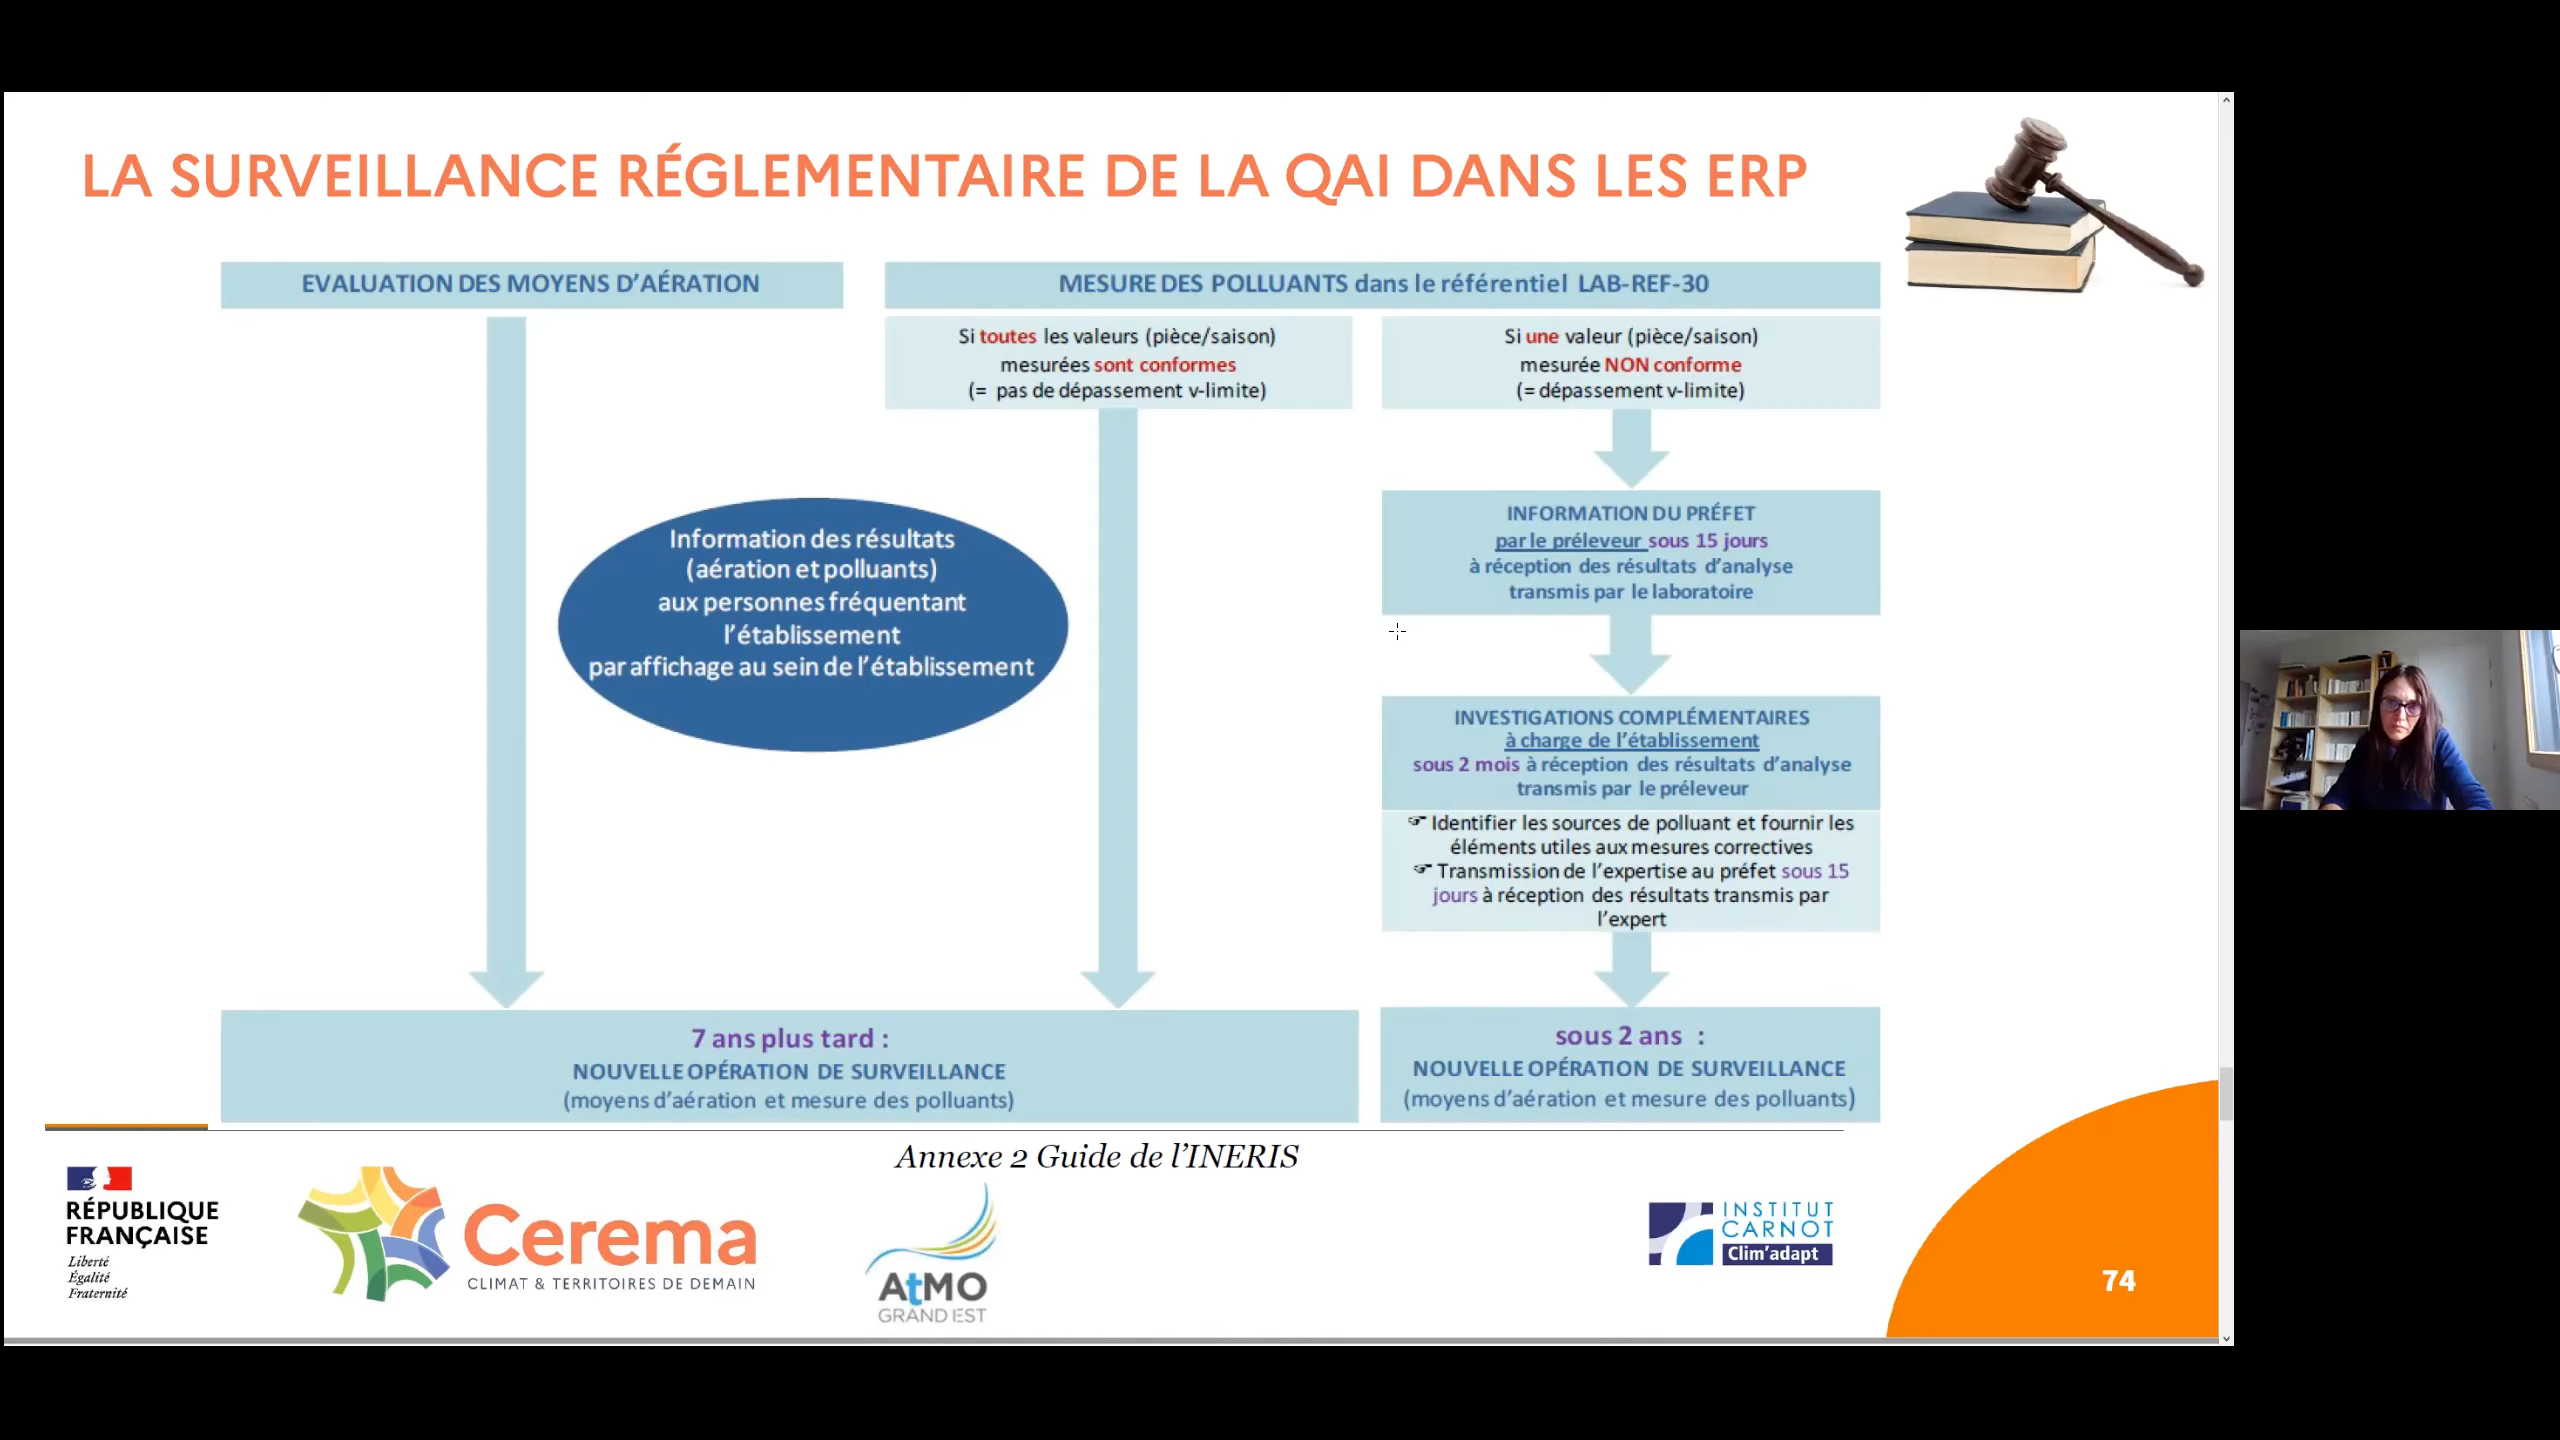 LA SURVEILLANCE RÉGLEMENTAIRE DE LA QAI DANS LES ERP
EVALUATION DES MOYENS D’AÉRATION
MESURE DES POLLUANTS dans le référentiel LAB-REF-30
Si toutes les valeurs (pièce/saison)
mesurées sont conformes
(= pas de dépassement v-limite)
Si une valeur (pièce/saison)
mesurée NON conforme
(= dépassement v-limite)
Information des résultats
(aération et polluants)
aux personnes fréquentant
l’établissement
par affichage au sein de l’établissement
INFORMATION DU PRÉFET
par le préleveur sous 15 jours
à réception des résultats d’analyse
transmis par le laboratoire
INVESTIGATIONS COMPLÉMENTAIRES
à charge de l’établissement
sous 2 mois à réception des résultats d’analyse
transmis par le préleveur
☞ Identifier les sources de polluant et fournir les
éléments utiles aux mesures correctives
☞ Transmission de l’expertise au préfet sous 15
jours à réception des résultats transmis par
l’expert
7 ans plus tard :
NOUVELLE OPÉRATION DE SURVEILLANCE
(moyens d’aération et mesure des polluants)
sous 2 ans :
NOUVELLE OPÉRATION DE SURVEILLANCE
(moyens d’aération et mesure des polluants)
Annexe 2 Guide de l’INERIS
RÉPUBLIQUE
FRANÇAISE
Liberté
Égalité
Fraternité
Cerema
CLIMAT & TERRITOIRES DE DEMAIN
AtMO
GRAND EST
INSTITUT
CARNOT
Clim’adapt
74